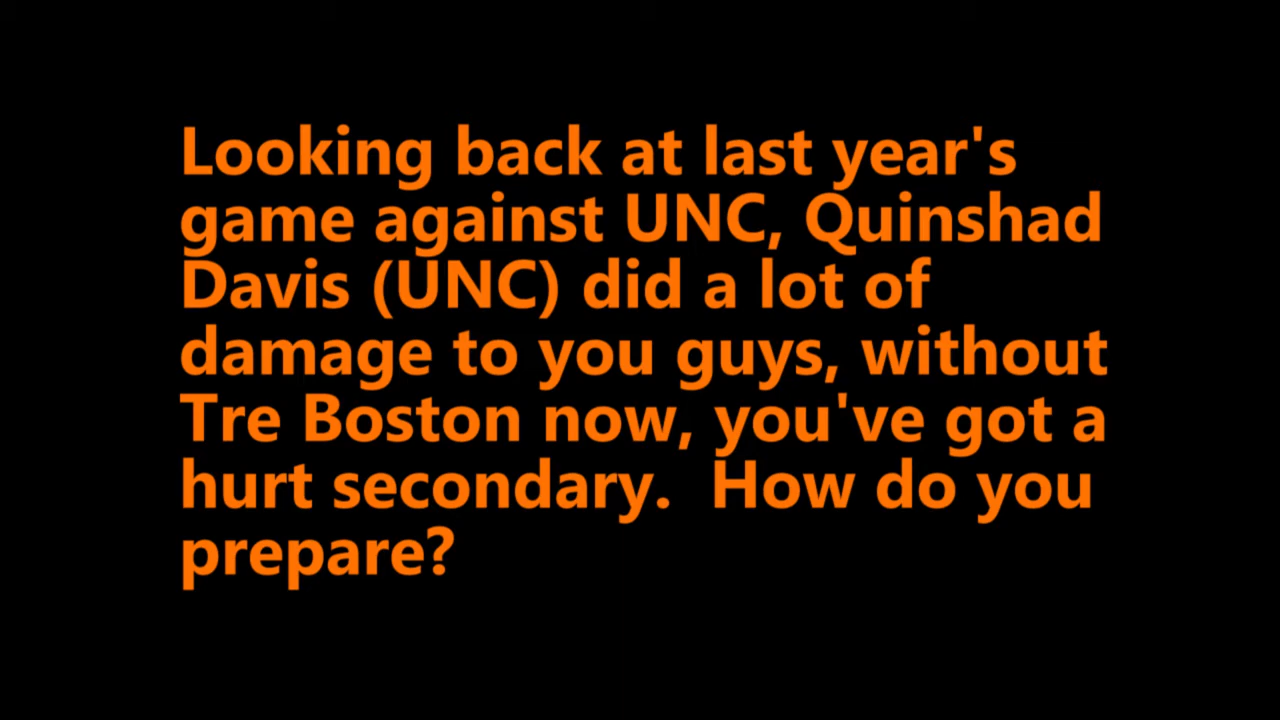 Looking back at last year's
game against UNC, Quinshad
Davis (UNC) did a lot of
damage to you guys, without
Tre Boston now, you've got a
hurt secondary.  How do you
prepare?